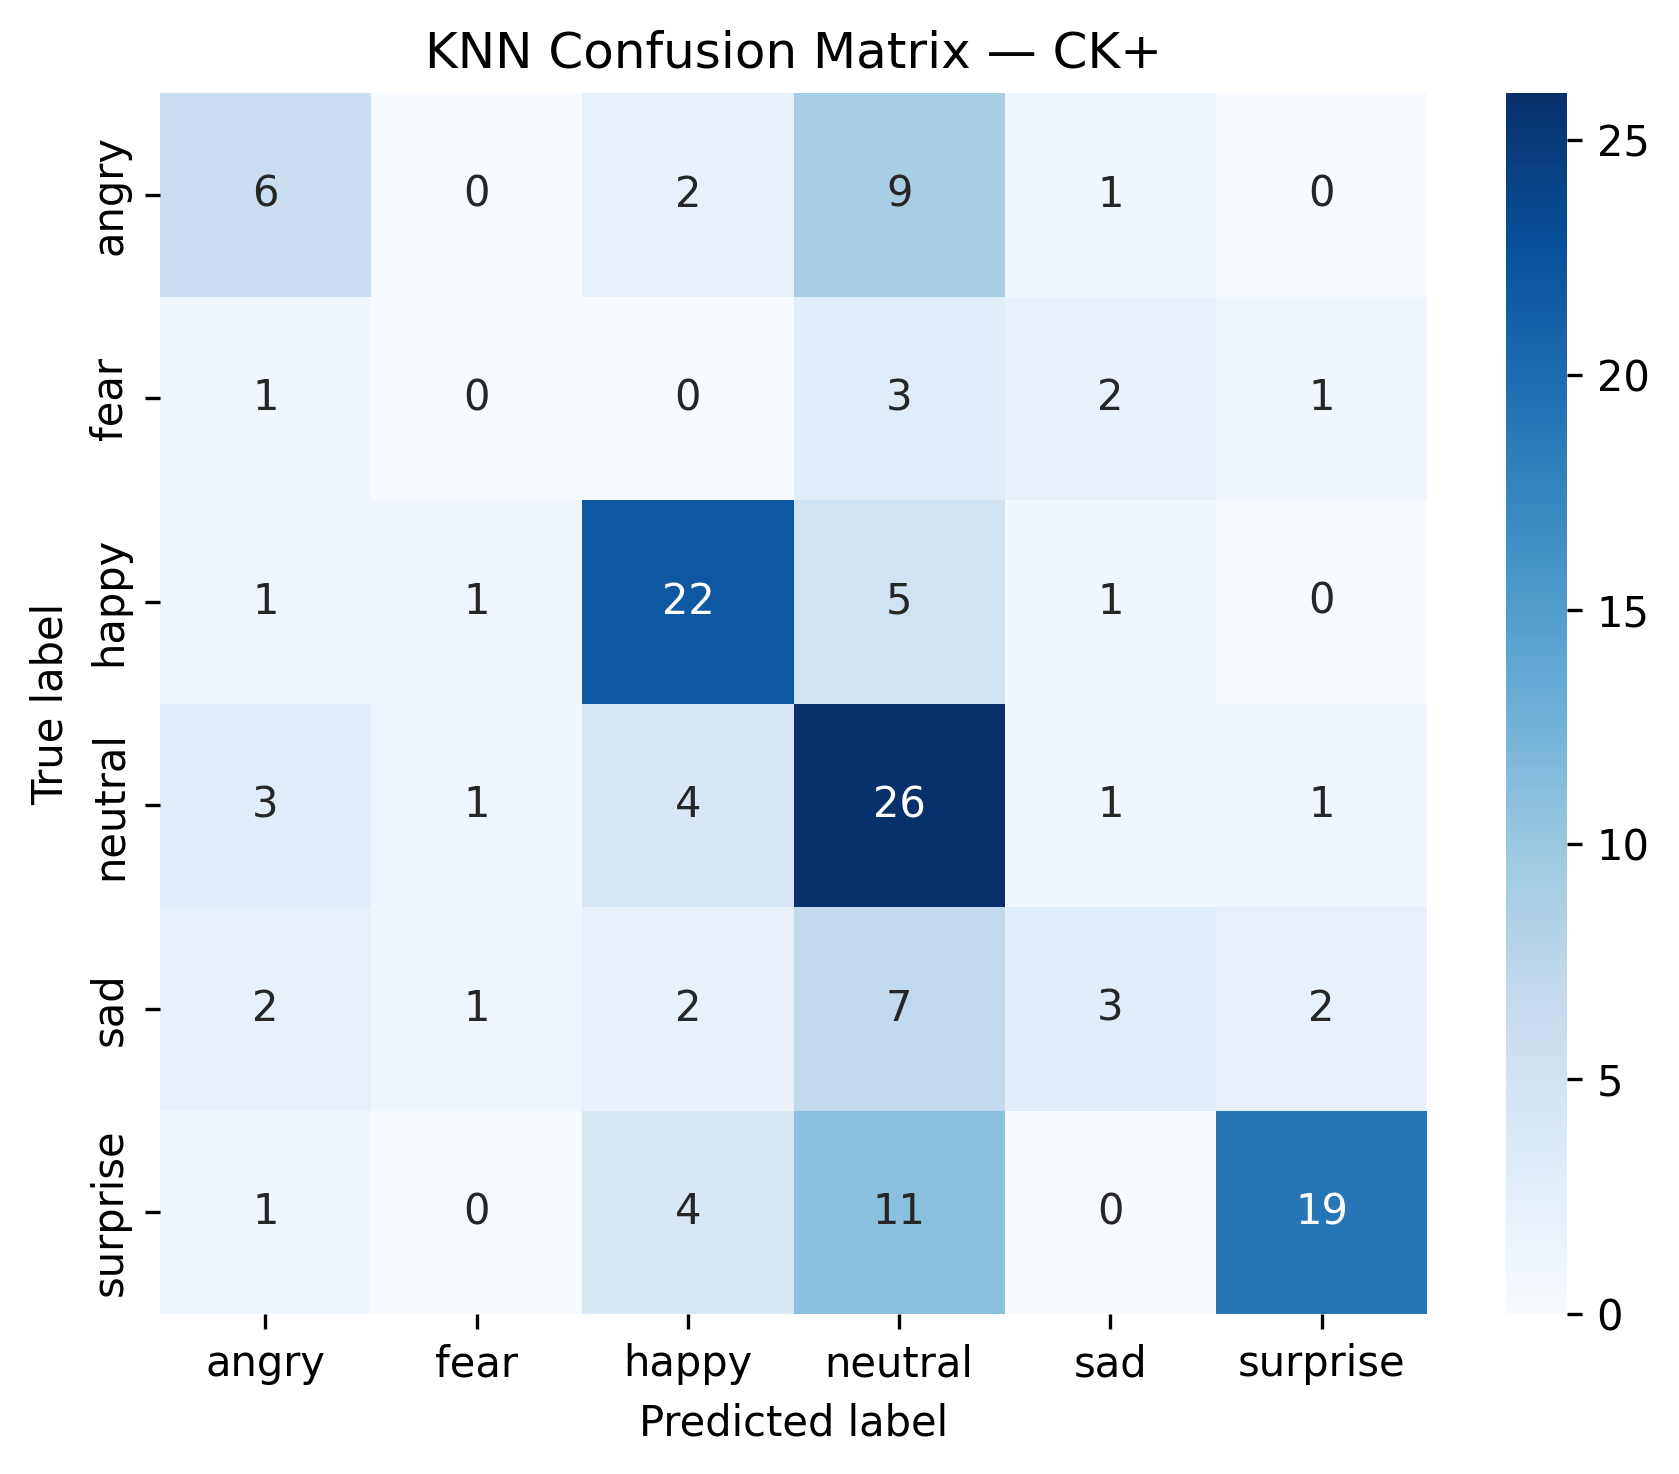 KNN Confusion Matrix — CK+
True label
angry 6 0 2 9 1 0
fear 1 0 0 3 2 1
happy 1 1 22 5 1 0
neutral 3 1 4 26 1 1
sad 2 1 2 7 3 2
surprise 1 0 4 11 0 19
angry fear happy neutral sad surprise
Predicted label
25
20
15
10
5
0